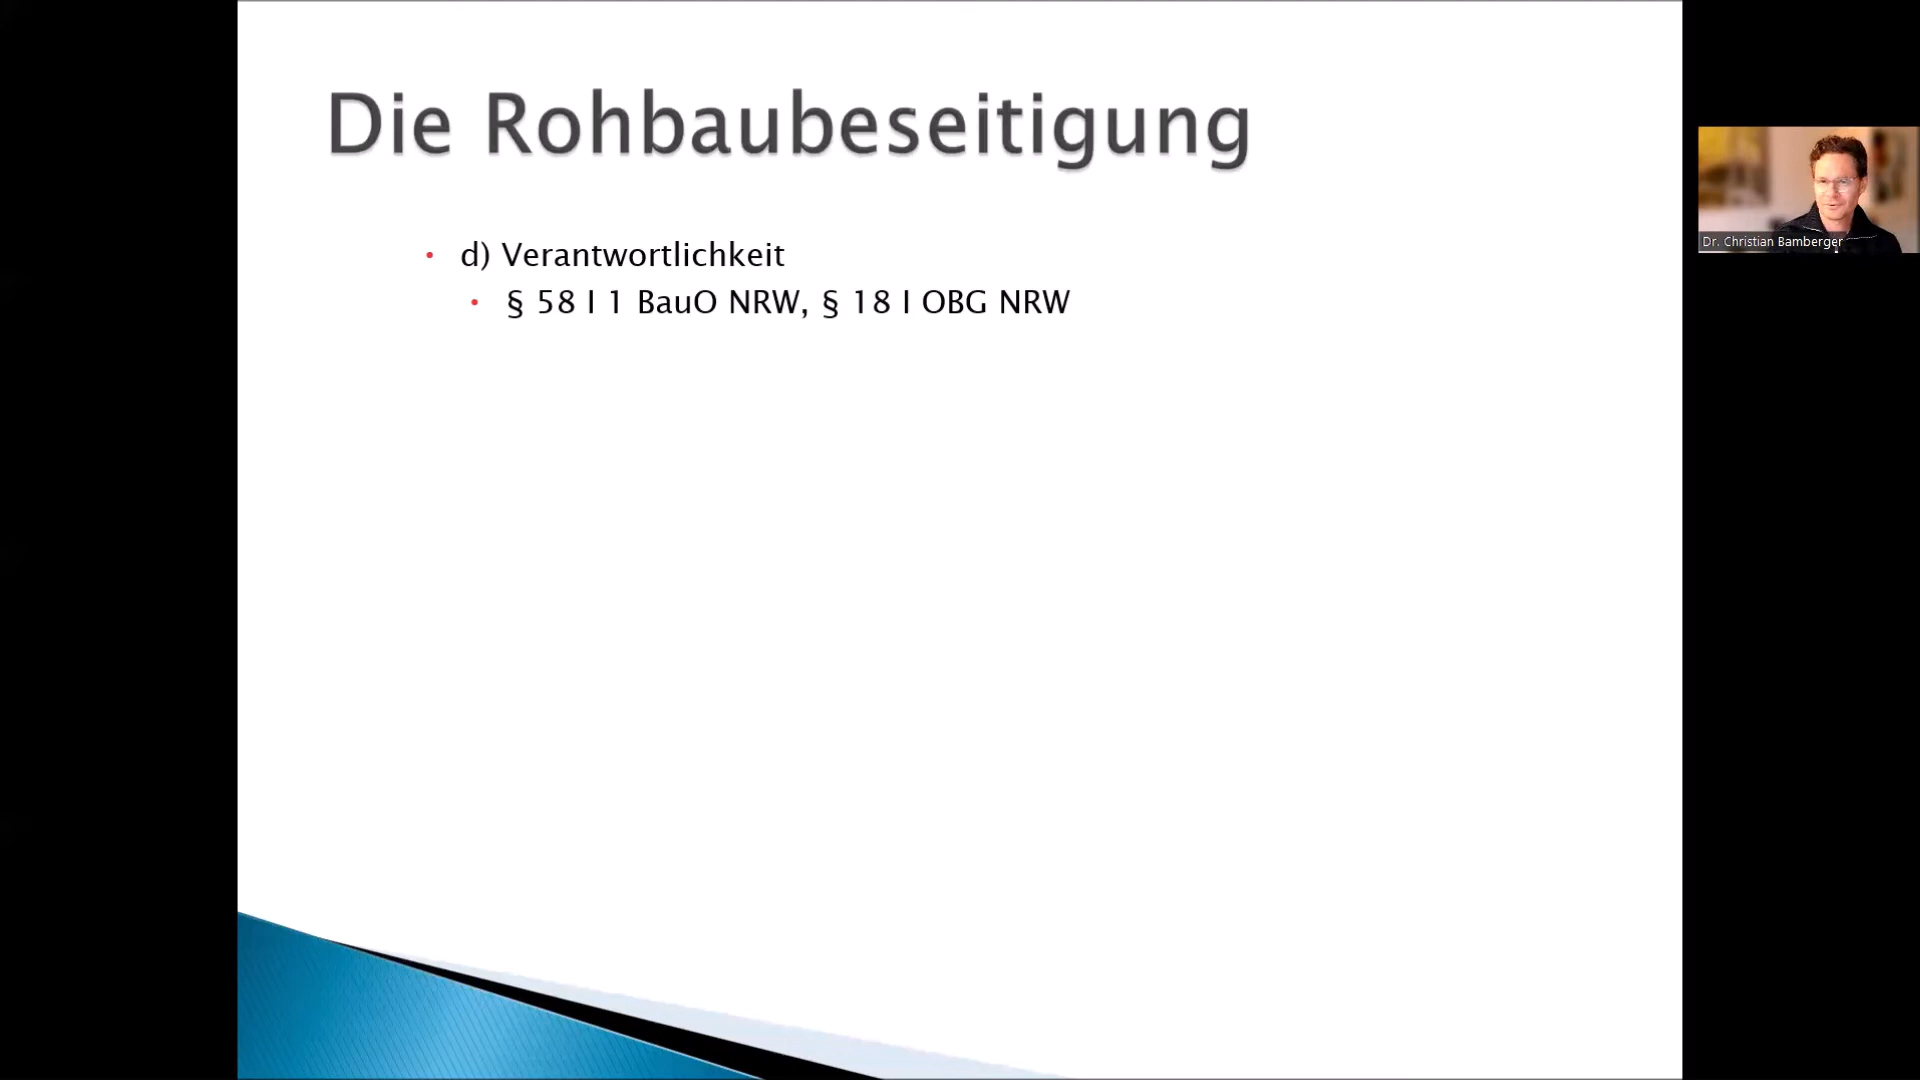 Die Rohbaubeseitigung
• d) Verantwortlichkeit
• § 58 I 1 BauO NRW, § 18 I OBG NRW
Dr. Christian Bamberger